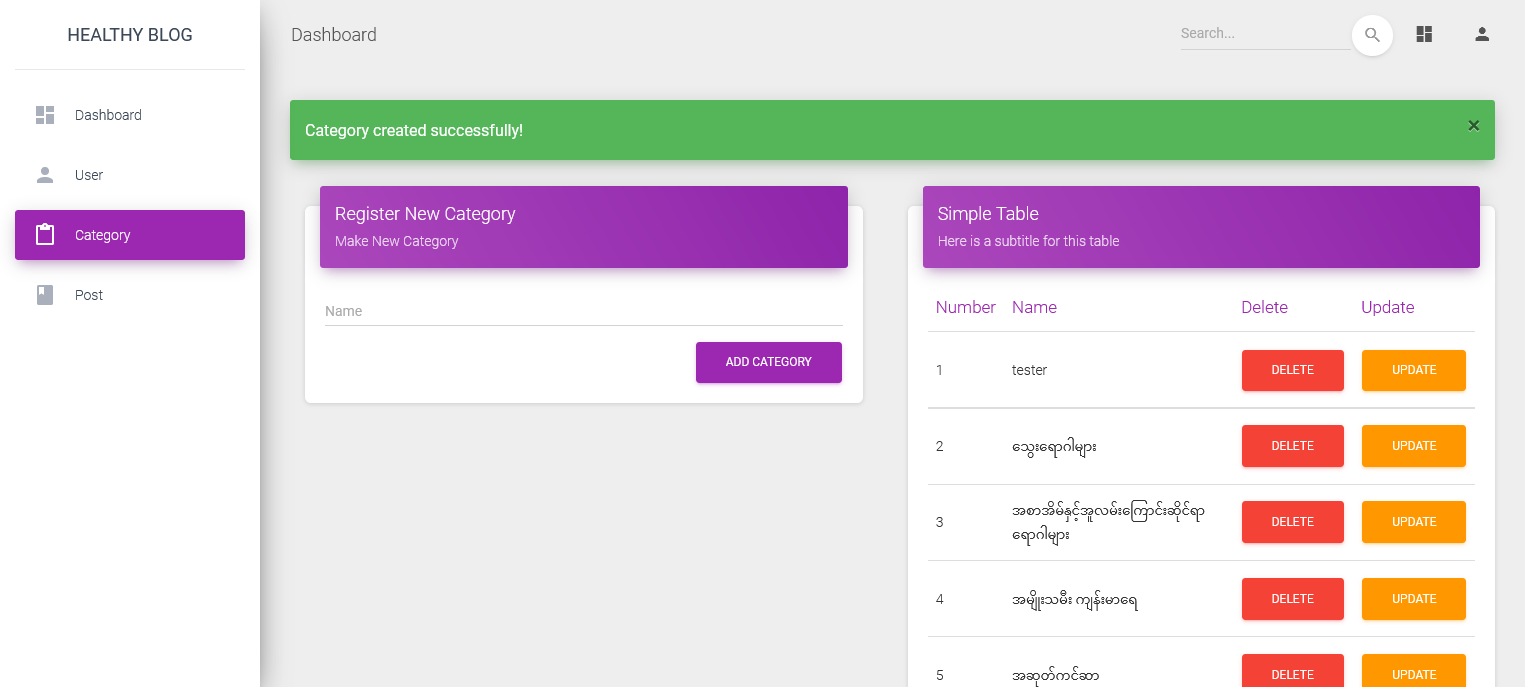 HEALTHY BLOG
Dashboard
User
Category
Post
Dashboard
Search...
Category created successfully!
×
Register New Category
Make New Category
Name
ADD CATEGORY
Simple Table
Here is a subtitle for this table
Number Name Delete Update
1 tester DELETE UPDATE
2 သွေးရောဂါများ DELETE UPDATE
3 အစာအိမ်နှင့်အူလမ်းကြောင်းဆိုင်ရာ
ရောဂါများ DELETE UPDATE
4 အမျိုးသမီး ကျန်းမာရေ DELETE UPDATE
5 အဆုတ်ကင်ဆာ DELETE UPDATE